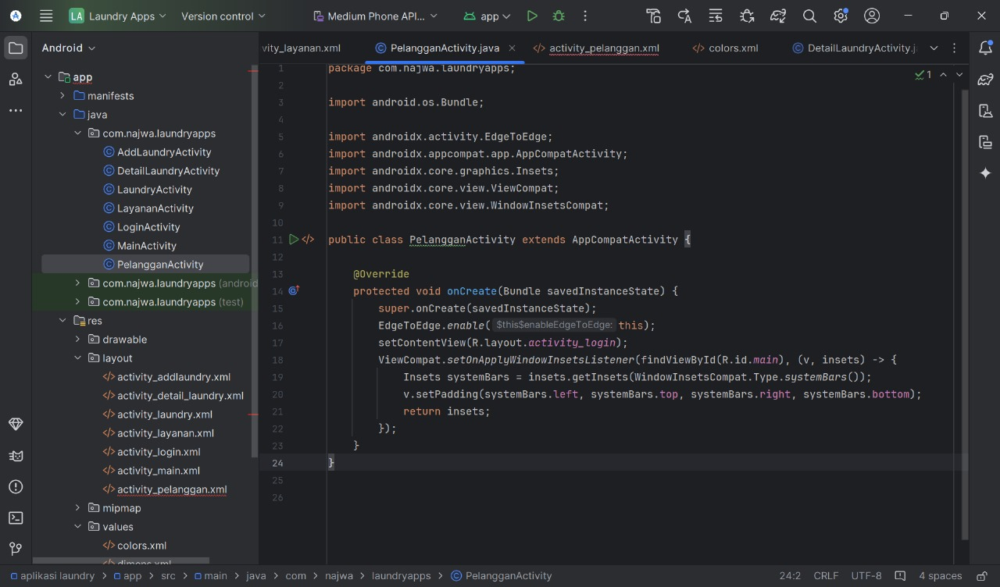 LA Laundry Apps Version control Medium Phone API... app
Android
app
manifests
java
com.najwa.laundryapps
AddLaundryActivity
DetailLaundryActivity
LaundryActivity
LayananActivity
LoginActivity
MainActivity
PelangganActivity
com.najwa.laundryapps (android
com.najwa.laundryapps (test)
res
drawable
layout
activity_addlaundry.xml
activity_detail_laundry.xml
activity_laundry.xml
activity_layanan.xml
activity_login.xml
activity_main.xml
activity_pelanggan.xml
mipmap
values
colors.xml
dimens.xml
vity_layanan.xml PelangganActivity.java activity_pelanggan.xml colors.xml DetailLaundryActivity.j
1 package com.najwa.laundryapps; 1
2
3 import android.os.Bundle;
4
5 import androidx.activity.EdgeToEdge;
6 import androidx.appcompat.app.AppCompatActivity;
7 import androidx.core.graphics.Insets;
8 import androidx.core.view.ViewCompat;
9 import androidx.core.view.WindowInsetsCompat;
10
11 public class PelangganActivity extends AppCompatActivity {
12
13 @Override
14 protected void onCreate(Bundle savedInstanceState) {
15 super.onCreate(savedInstanceState);
16 EdgeToEdge.enable( $this$enableEdgeToEdge: this);
17 setContentView(R.layout.activity_login);
18 ViewCompat.setOnApplyWindowInsetsListener(findViewById(R.id.main), (v, insets) -> {
19 Insets systemBars = insets.getInsets(WindowInsetsCompat.Type.systemBars());
20 v.setPadding(systemBars.left, systemBars.top, systemBars.right, systemBars.bottom);
21 return insets;
22 });
23 }
24 }
25
26
aplikasi laundry > app > src > main > java > com > najwa > laundryapps > PelangganActivity 24:2 CRLF UTF-8 4 spaces